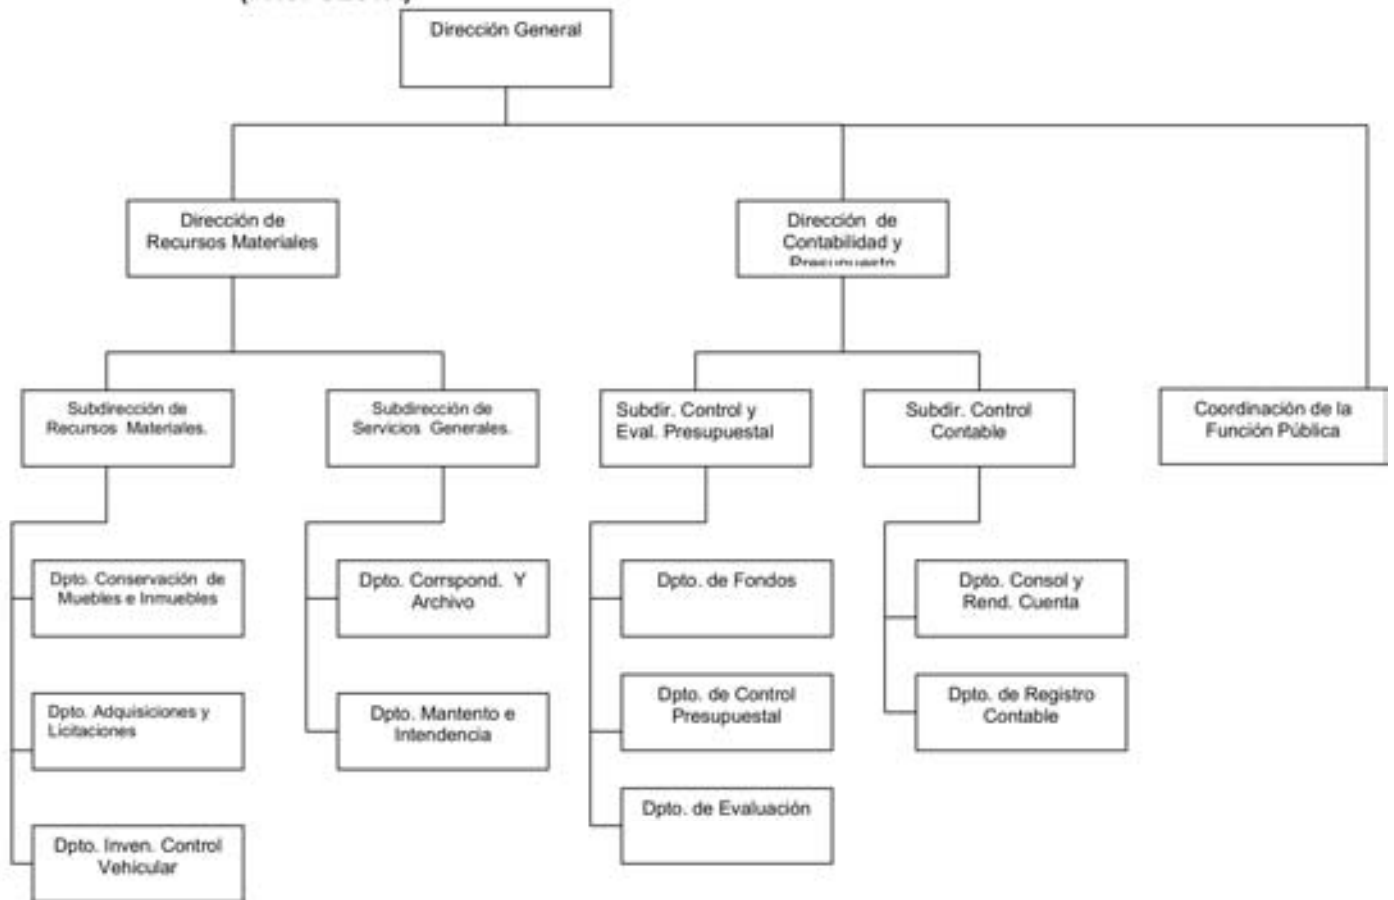 Dirección General
Dirección de
Recursos Materiales
Dirección de
Contabilidad y
Presupuesto
Subdirección de
Recursos Materiales.
Subdirección de
Servicios Generales.
Subdir. Control y
Eval. Presupuestal
Subdir. Control
Contable
Coordinación de la
Función Pública
Dpto. Conservación de
Muebles e Inmuebles
Dpto. Corrspond. Y
Archivo
Dpto. de Fondos
Dpto. Consol y
Rend. Cuenta
Dpto. Adquisiciones y
Licitaciones
Dpto. Mantento e
Intendencia
Dpto. de Control
Presupuestal
Dpto. de Registro
Contable
Dpto. de Evaluación
Dpto. Inven. Control
Vehicular